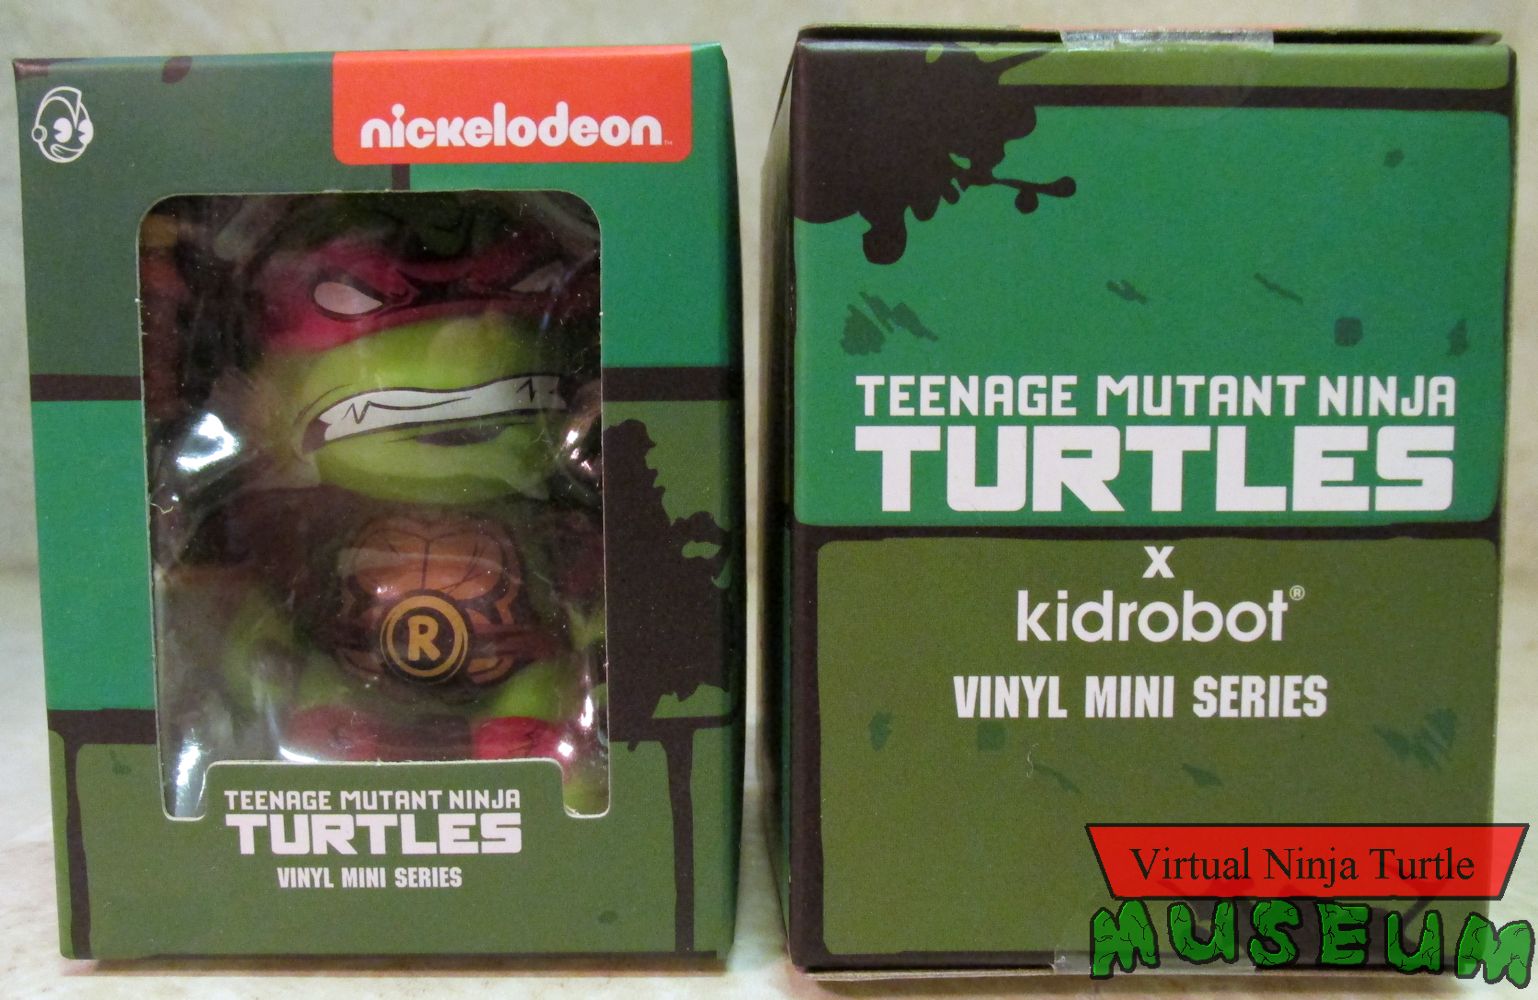 nickelodeon™
R
TEENAGE MUTANT NINJA
TURTLES
VINYL MINI SERIES
TEENAGE MUTANT NINJA
TURTLES
x
kidrobot®
VINYL MINI SERIES
Virtual Ninja Turtle
MUSEUM